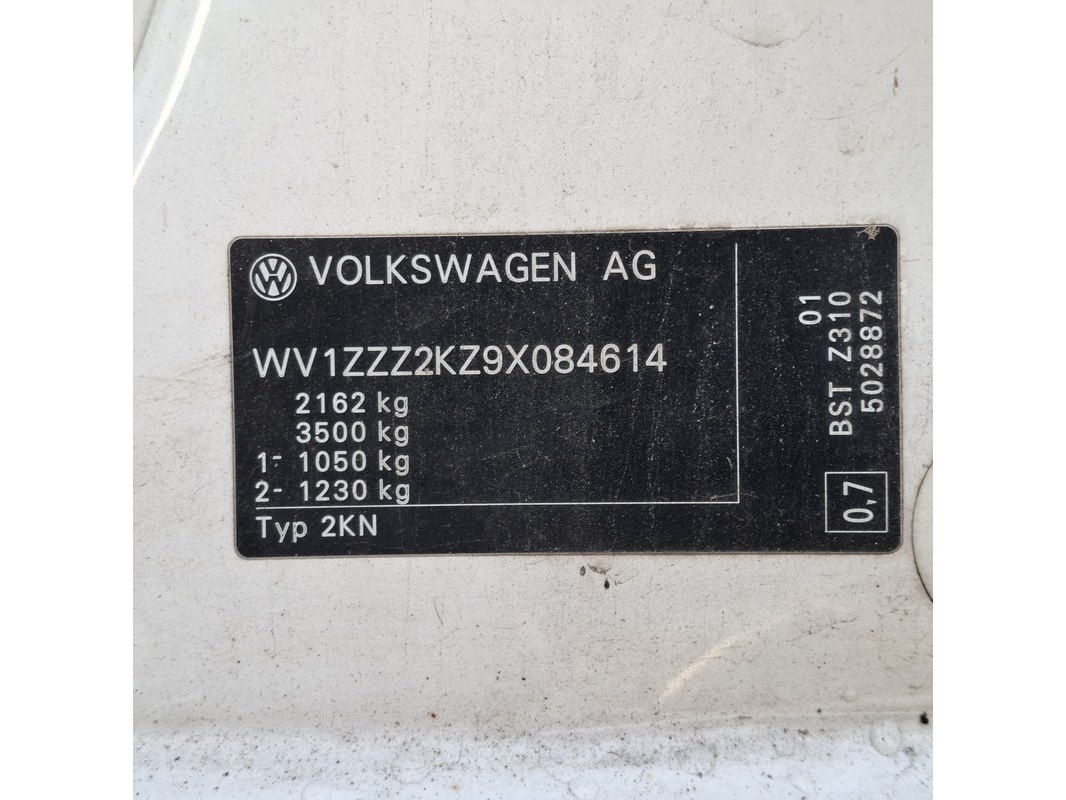 VOLKSWAGEN AG
WV1ZZZ2KZ9X084614
2162 kg
3500 kg
1- 1050 kg
2- 1230 kg
Typ 2KN
01
BST Z310
5028872
0,7